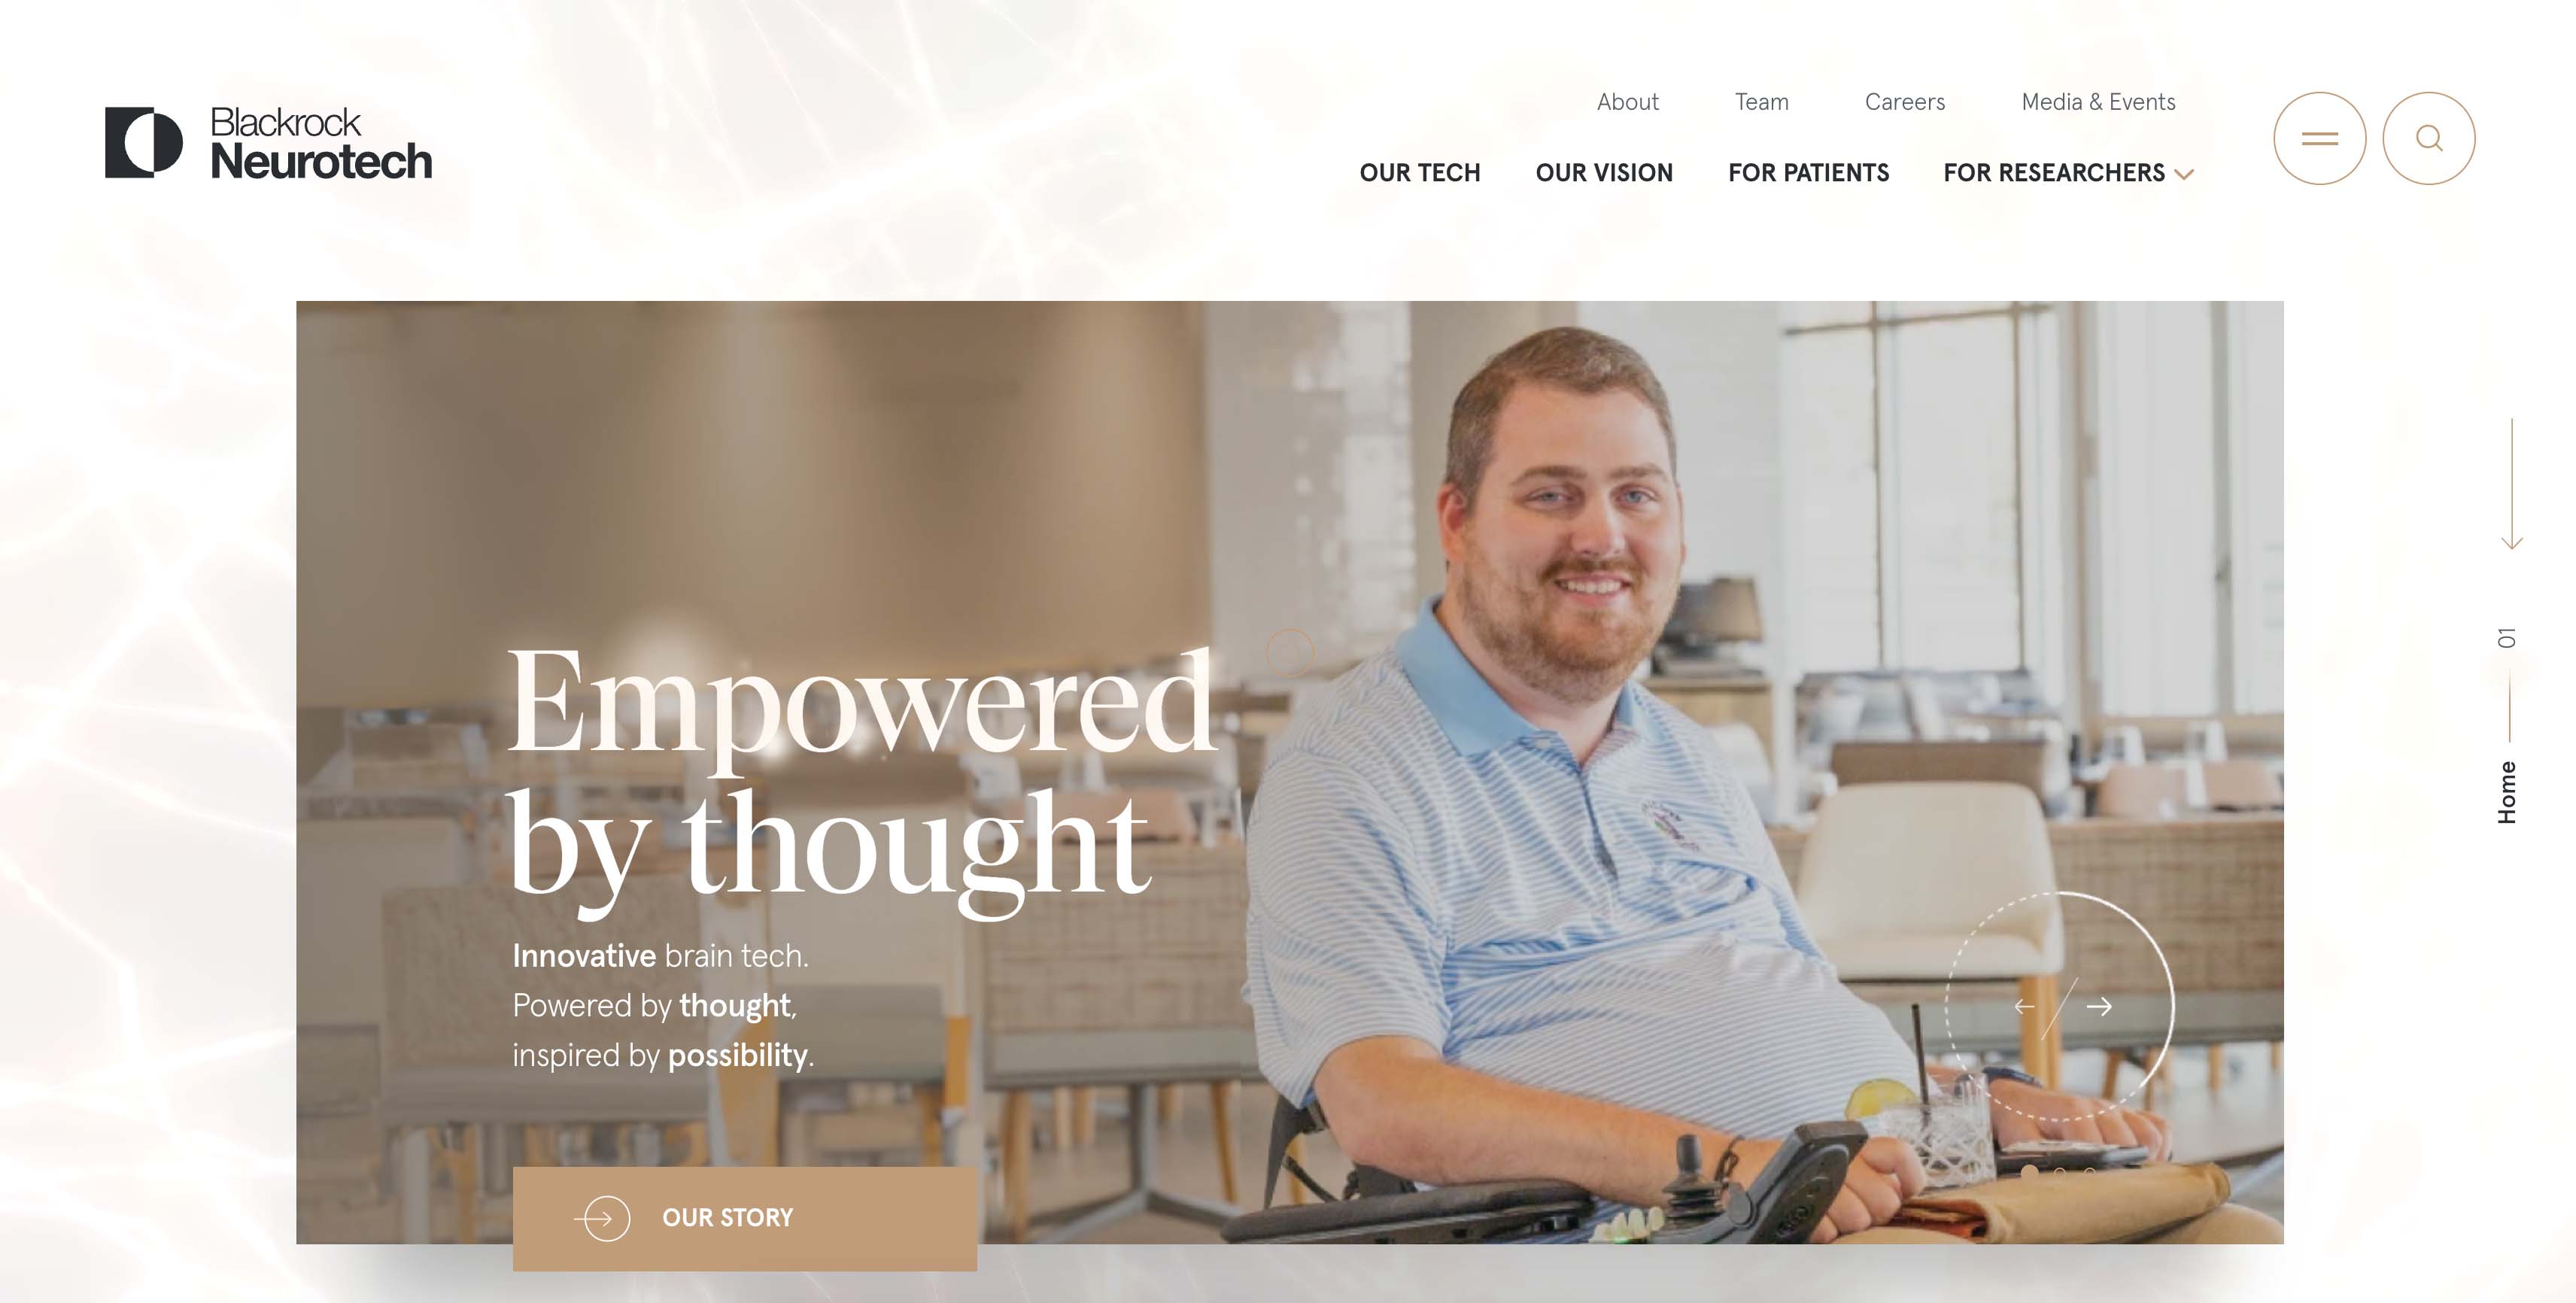 Blackrock
Neurotech
About Team Careers Media & Events
OUR TECH OUR VISION FOR PATIENTS FOR RESEARCHERS
Empowered
by thought
Innovative brain tech.
Powered by thought,
inspired by possibility.
OUR STORY
01
Home